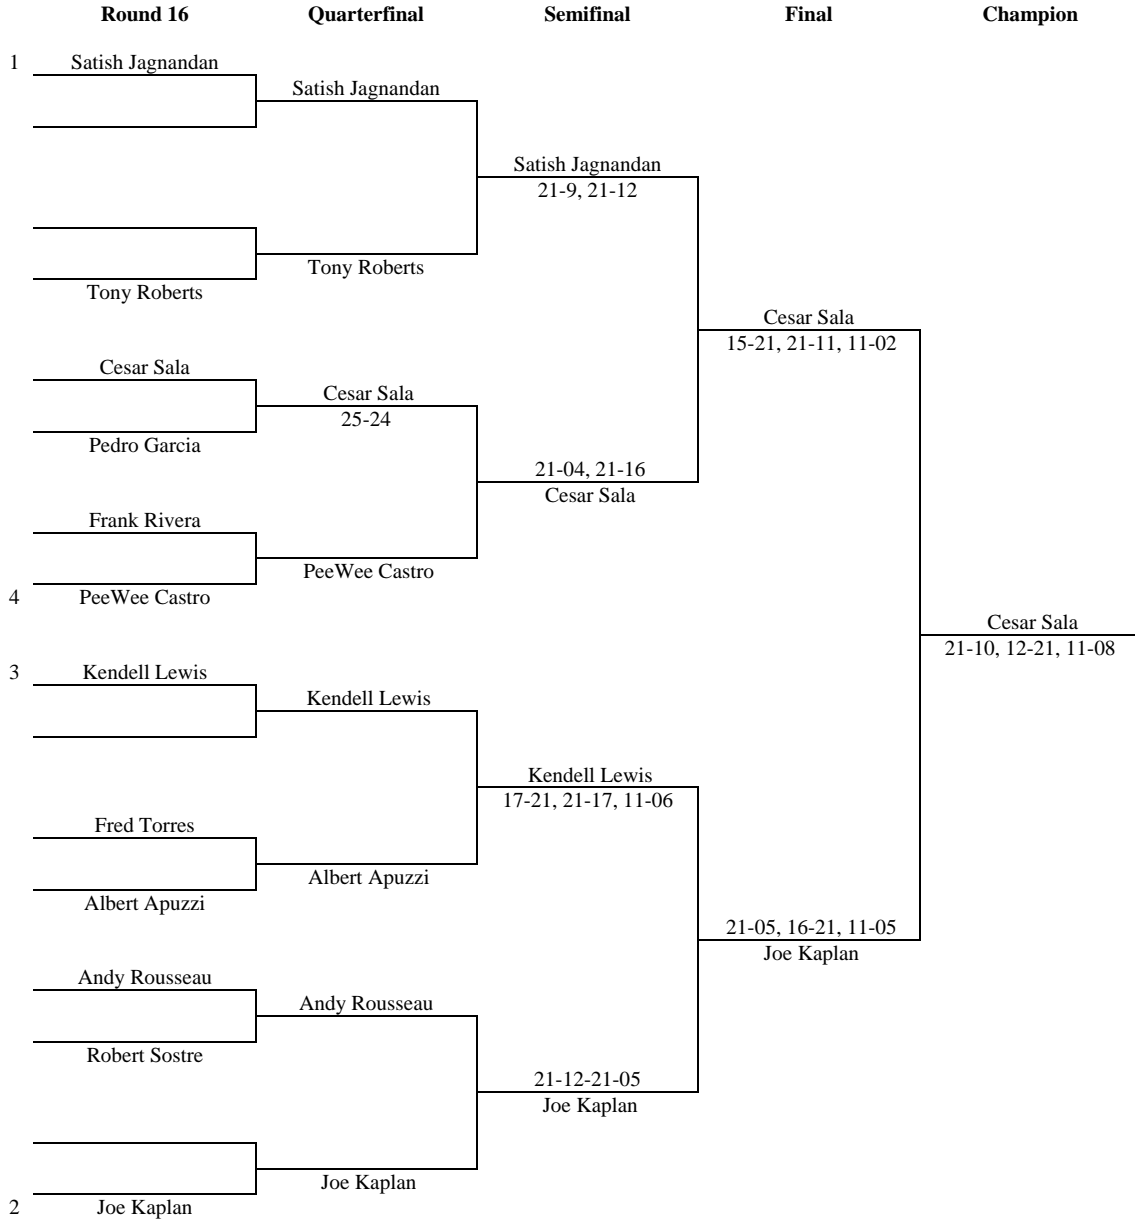 Round 16 Quarterfinal Semifinal Final Champion
1 Satish Jagnandan
Satish Jagnandan
Satish Jagnandan
21-9, 21-12
Tony Roberts
Tony Roberts
Cesar Sala
15-21, 21-11, 11-02
Cesar Sala
Cesar Sala
25-24
Pedro Garcia
21-04, 21-16
Cesar Sala
Frank Rivera
PeeWee Castro
4 PeeWee Castro
Cesar Sala
21-10, 12-21, 11-08
3 Kendell Lewis
Kendell Lewis
Kendell Lewis
17-21, 21-17, 11-06
Fred Torres
Albert Apuzzi
Albert Apuzzi
21-05, 16-21, 11-05
Joe Kaplan
Andy Rousseau
Andy Rousseau
Robert Sostre
21-12-21-05
Joe Kaplan
Joe Kaplan
2 Joe Kaplan